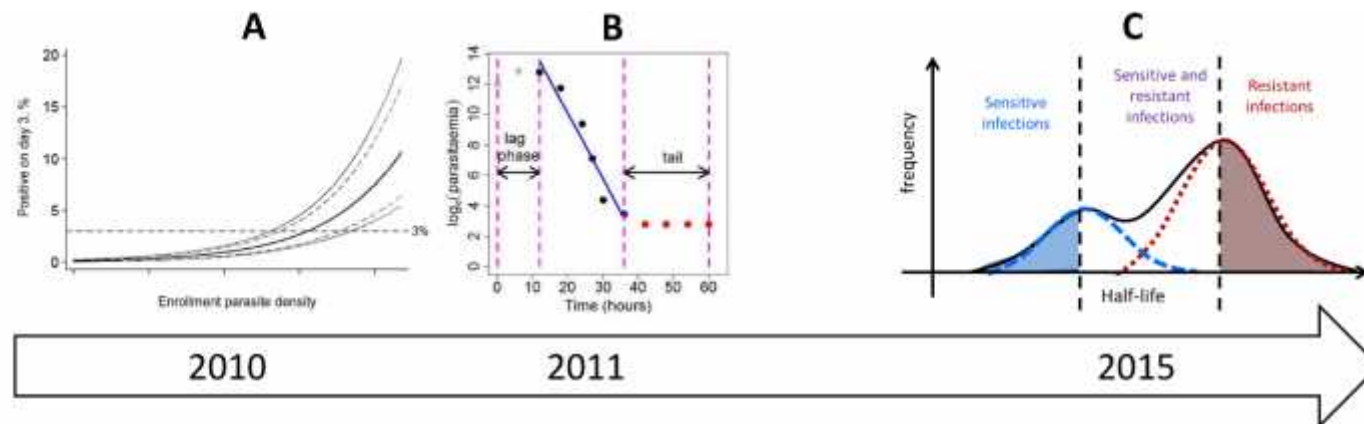 A
Positive on day 3, %
20
15
10
5
0
3%
Enrollment parasite density
B
log₂(parasitaemia)
14
12
10
8
6
4
2
0
lag
phase
tail
0 10 20 30 40 50 60
Time (hours)
C
frequency
Sensitive
infections
Sensitive and
resistant
infections
Resistant
infections
Half-life
2010 2011 2015